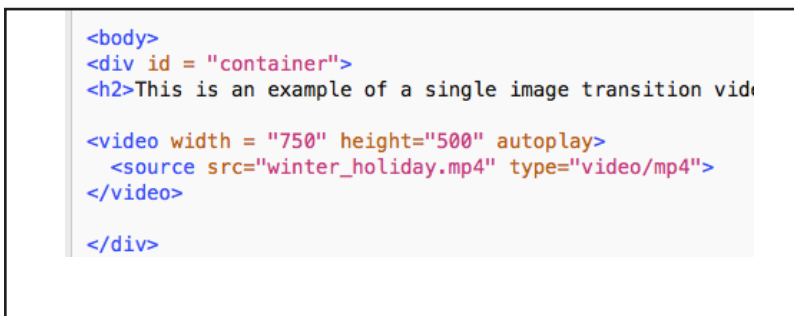 <body>
<div id = "container">
<h2>This is an example of a single image transition
<video width = "750" height="500" autoplay>
<source src="winter_holiday.mp4" type="video/mp4">
</video>
</div>